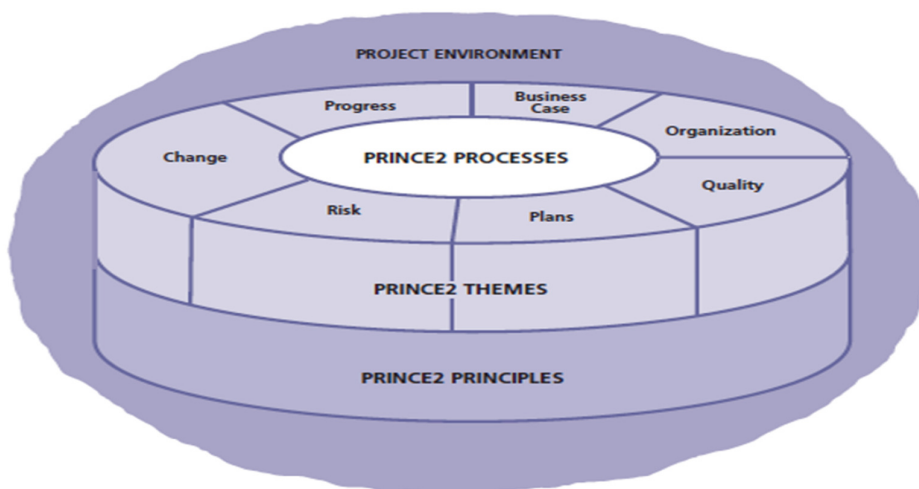 PROJECT ENVIRONMENT
Progress
Business
Case
Organization
Change
PRINCE2 PROCESSES
Quality
Risk
Plans
PRINCE2 THEMES
PRINCE2 PRINCIPLES